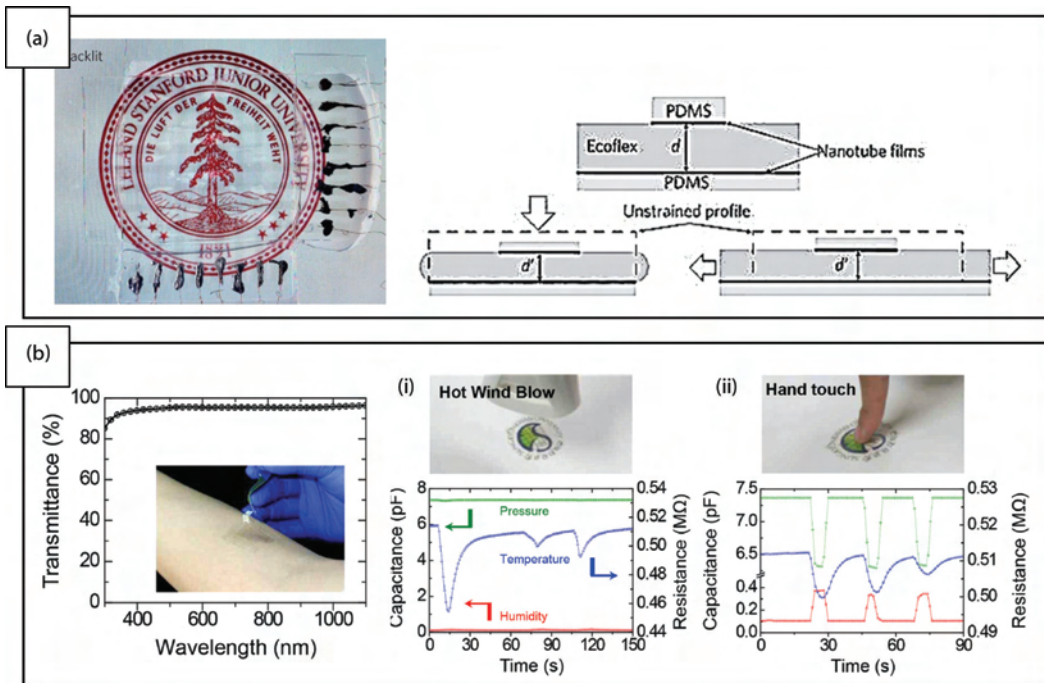 (a)
acklit
LELAND STANFORD JUNIOR UNIVERSITY
DIE LUFT DER FREIHEIT WEHT
1891
PDMS
Ecoflex
d
Nanotube films
PDMS
Unstrained profile
d'
d'
(b)
Transmittance (%)
100
80
60
40
20
0
400 600 800 1000
Wavelength (nm)
(i)
Hot Wind Blow
Capacitance (pF)
8
6
4
2
0
Pressure
Temperature
Humidity
0.54
0.52
0.50
0.48
0.46
0.44
Resistance (MΩ)
0 30 60 90 120 150
Time (s)
(ii)
Hand touch
Capacitance (pF)
7.5
6.5
0.4
0.2
0.0
0.53
0.52
0.51
0.50
0.49
Resistance (MΩ)
0 30 60 90
Time (s)